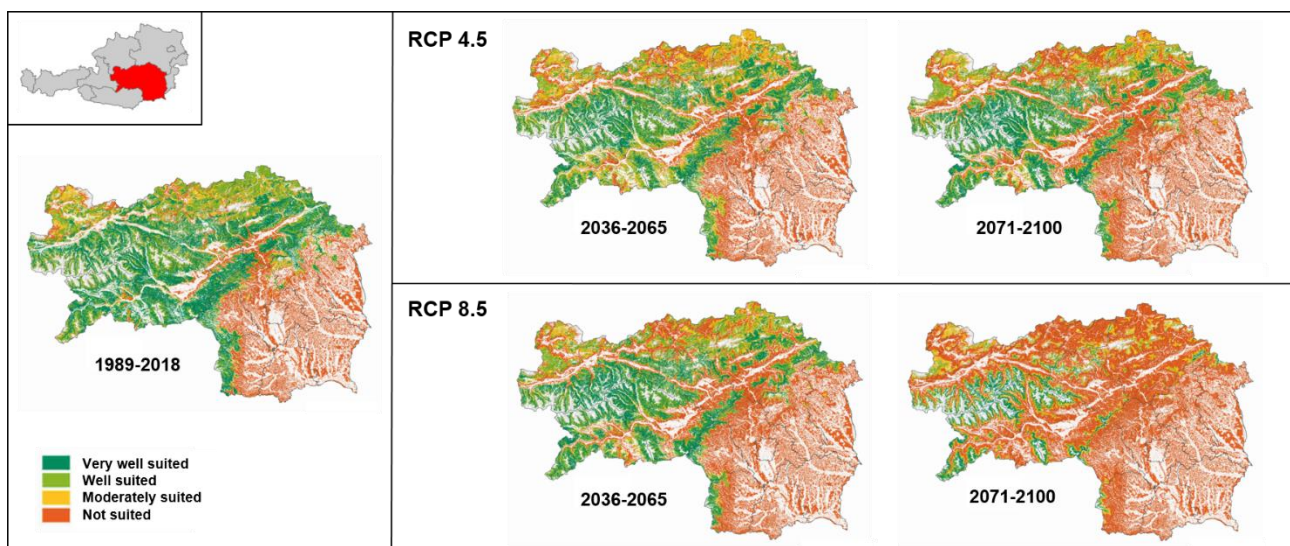 RCP 4.5
2036-2065
2071-2100
1989-2018
RCP 8.5
2036-2065
2071-2100
Very well suited
Well suited
Moderately suited
Not suited